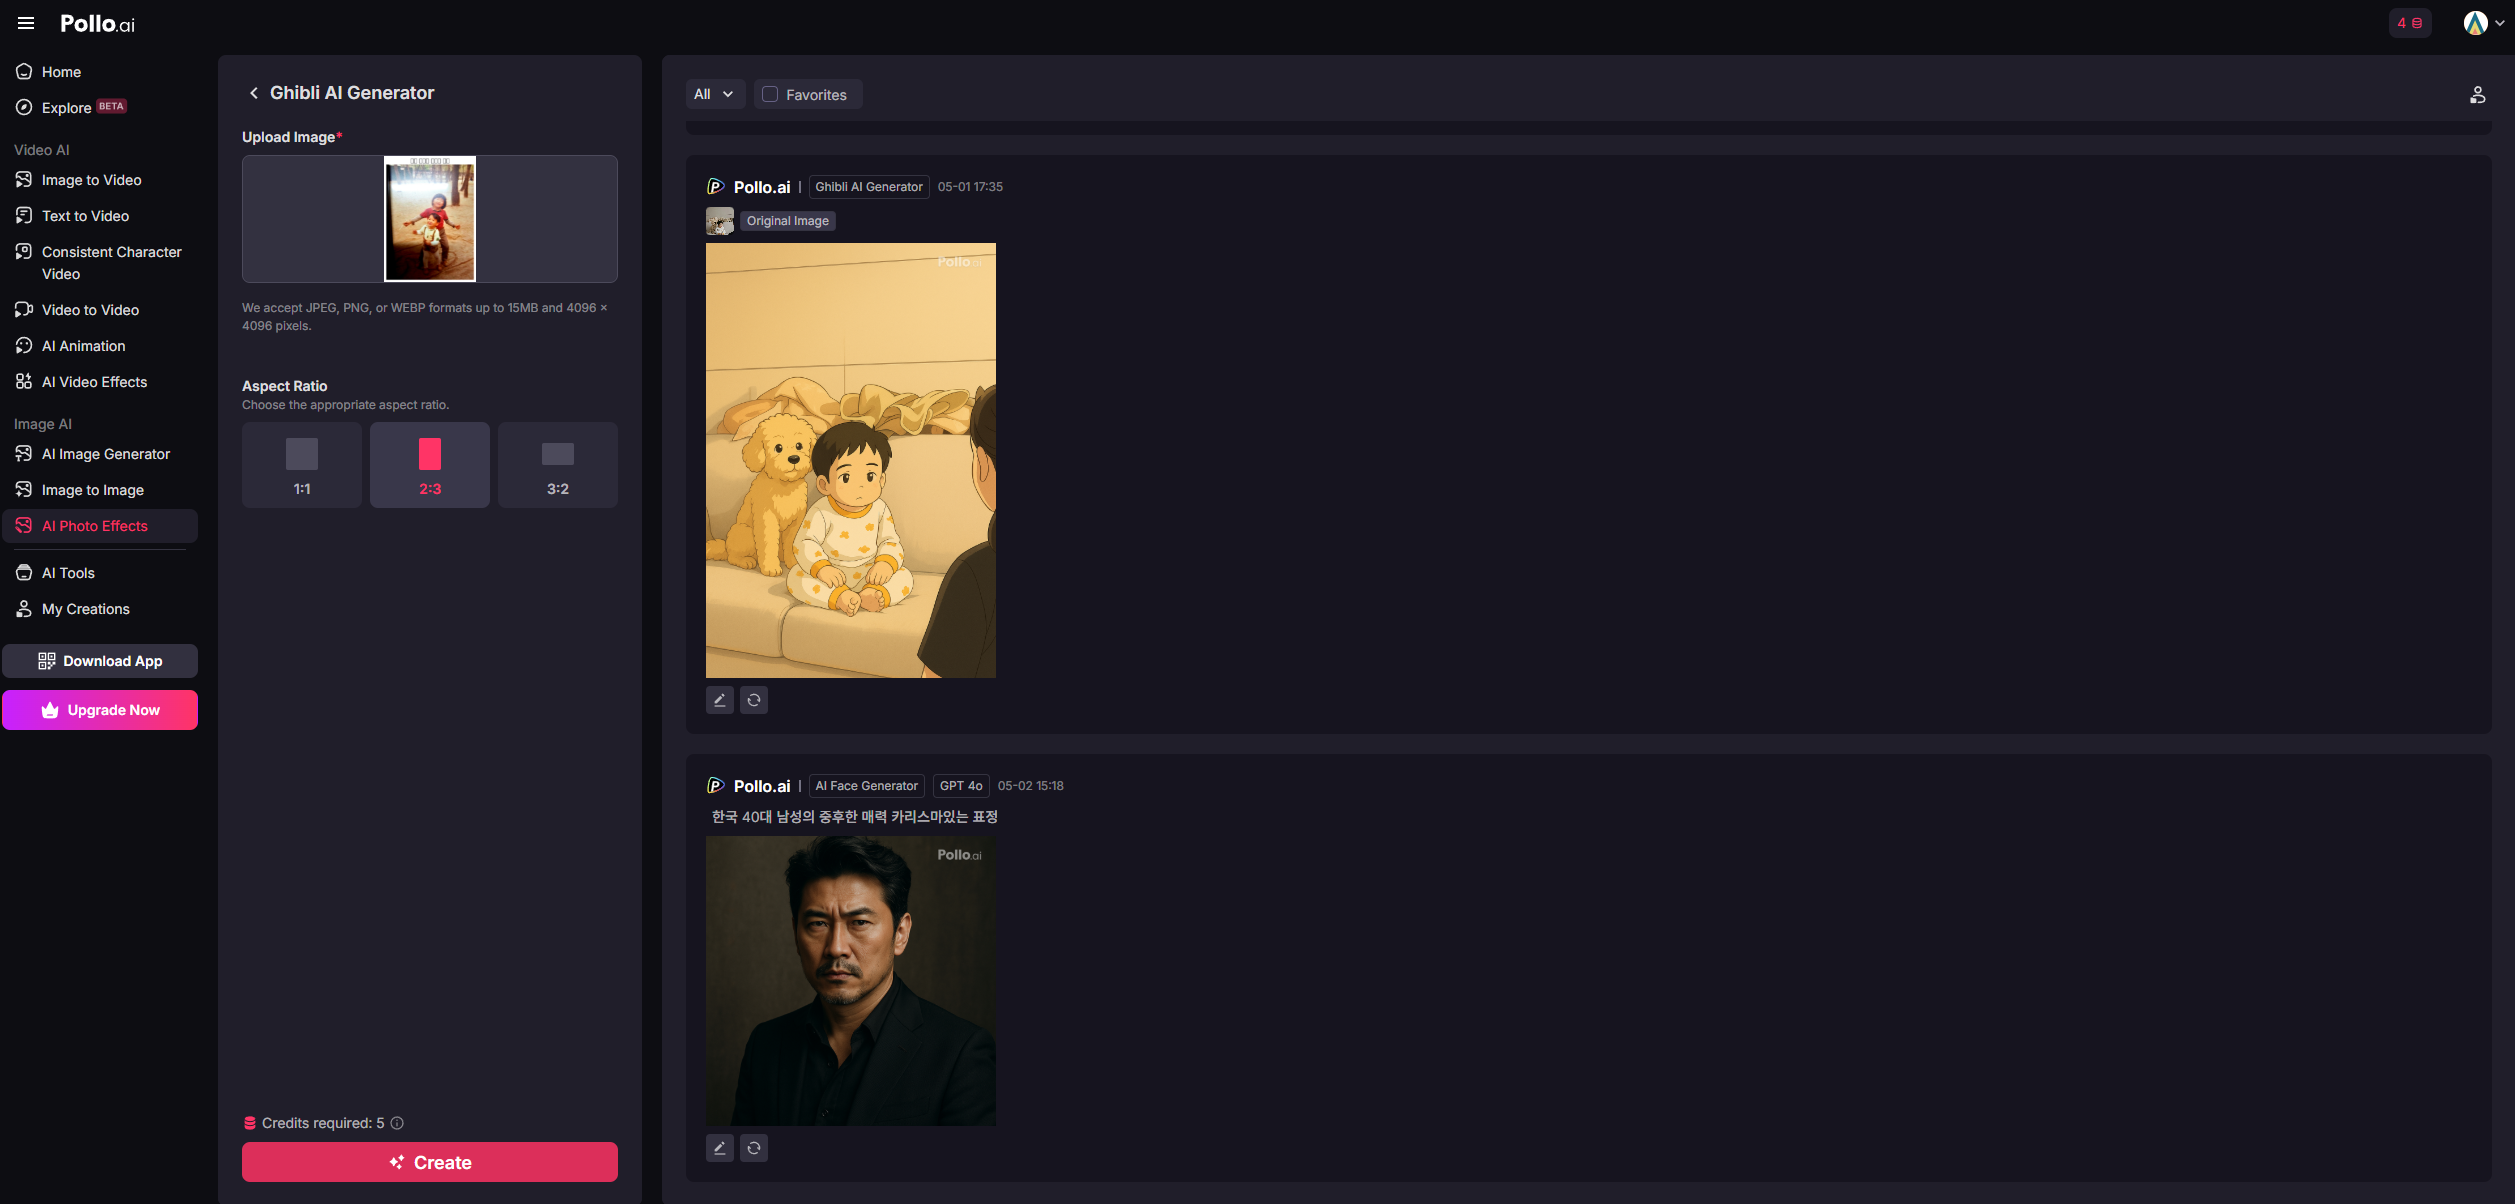 Pollo.ai
4
Home
Explore BETA
Video AI
Image to Video
Text to Video
Consistent Character
Video
Video to Video
AI Animation
AI Video Effects
Image AI
AI Image Generator
Image to Image
AI Photo Effects
AI Tools
My Creations
Download App
Upgrade Now
Ghibli AI Generator
Upload Image*
We accept JPEG, PNG, or WEBP formats up to 15MB and 4096 ×
4096 pixels.
Aspect Ratio
Choose the appropriate aspect ratio.
1:1
2:3
3:2
Credits required: 5
Create
All
Favorites
Pollo.ai | Ghibli AI Generator 05-01 17:35
Original Image
Pollo.ai
Pollo.ai | AI Face Generator GPT 4o 05-02 15:18
한국 40대 남성의 중후한 매력 카리스마있는 표정
Pollo.ai